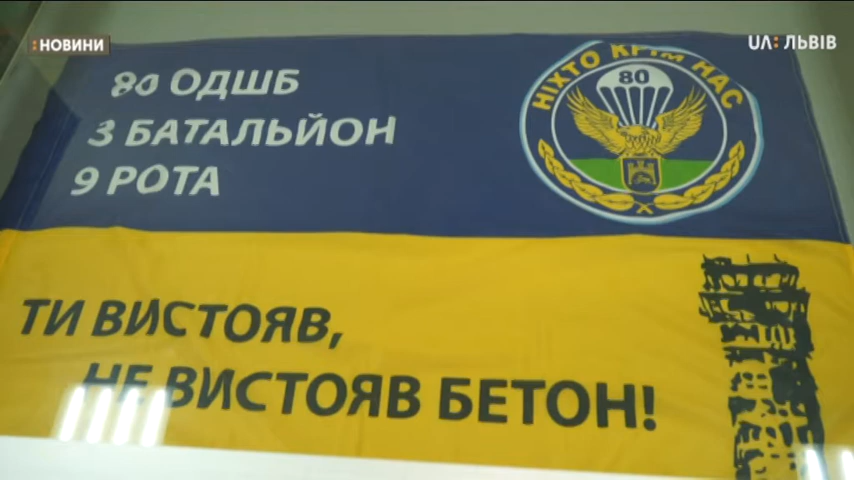 :НОВИНИ
UA: ЛЬВІВ
80 ОДШБ
3 БАТАЛЬЙОН
9 РОТА
НІХТО КРІМ НАС
80
ТИ ВИСТОЯВ,
НЕ ВИСТОЯВ БЕТОН!